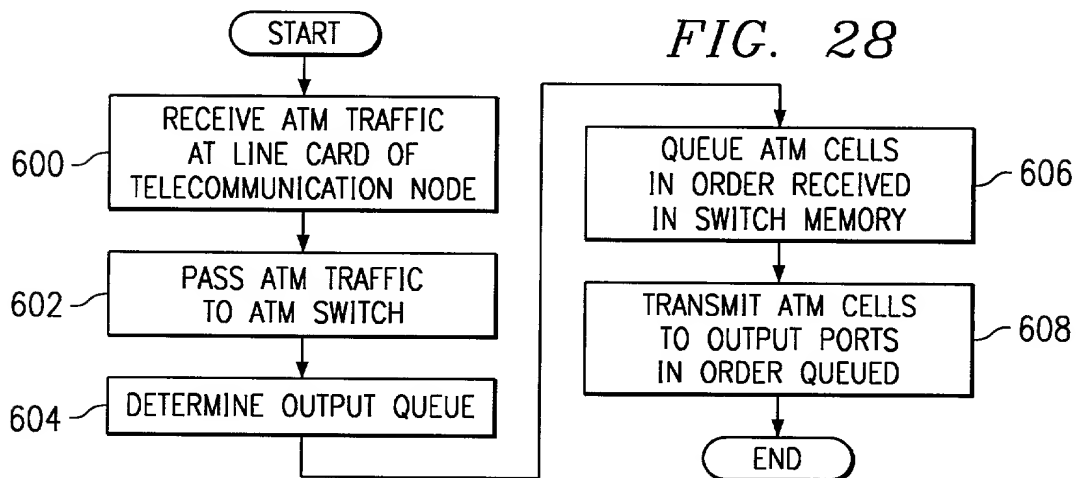 FIG. 28
START
600
RECEIVE ATM TRAFFIC
AT LINE CARD OF
TELECOMMUNICATION NODE
602
PASS ATM TRAFFIC
TO ATM SWITCH
604
DETERMINE OUTPUT QUEUE
QUEUE ATM CELLS
IN ORDER RECEIVED
IN SWITCH MEMORY
606
TRANSMIT ATM CELLS
TO OUTPUT PORTS
IN ORDER QUEUED
608
END